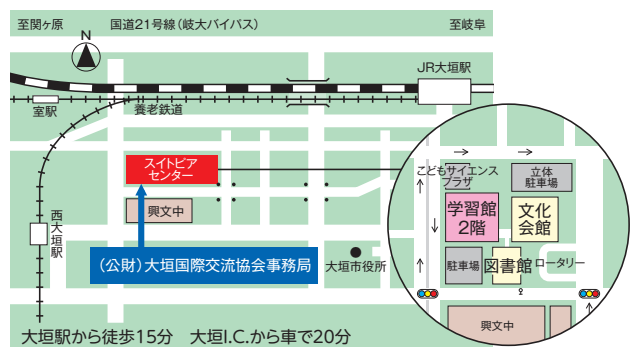 至関ヶ原
国道21号線（岐大バイパス）
至岐阜
N
JR大垣駅
室駅
養老鉄道
スイトピア
センター
こどもサイエンス
プラザ
立体
駐車場
学習館
2階
文化
会館
興文中
西大垣駅
（公財）大垣国際交流協会事務局
大垣市役所
駐車場
図書館
ロータリー
興文中
大垣駅から徒歩15分　大垣I.C.から車で20分